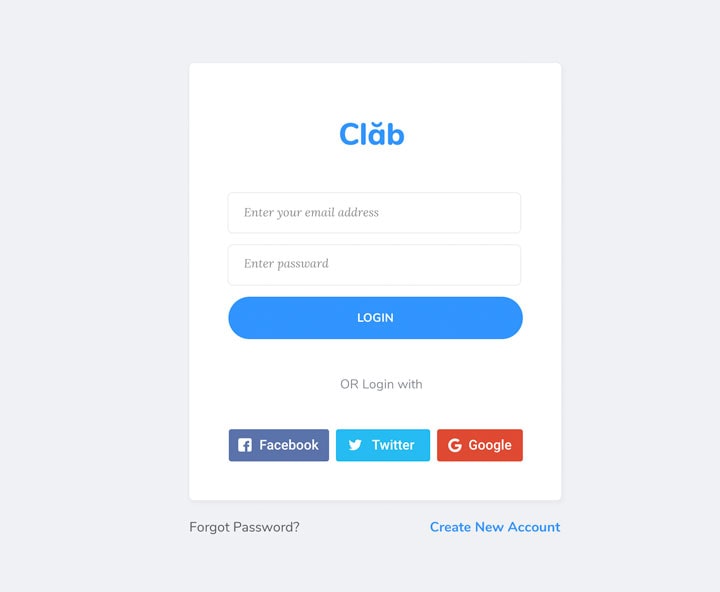 Clăb
Enter your email address
Enter passward
LOGIN
OR Login with
Facebook Twitter Google
Forgot Password? Create New Account